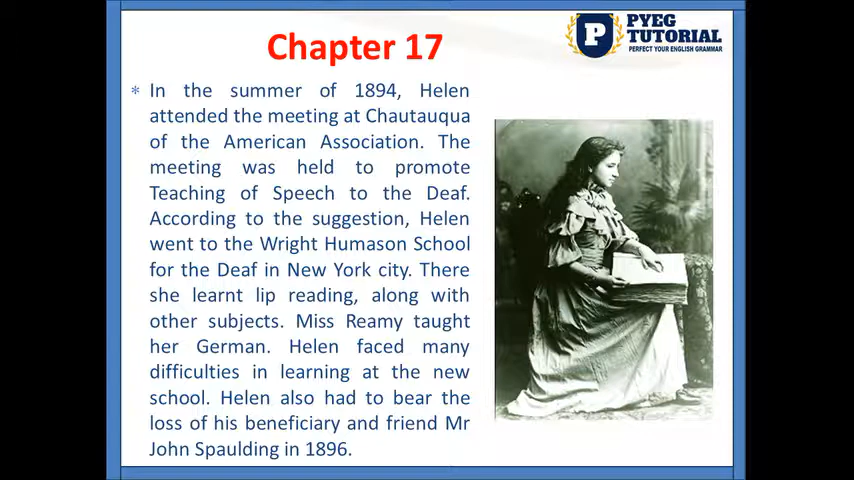 PYEG
TUTORIAL
PERFECT YOUR ENGLISH GRAMMAR
P
Chapter 17
* In the summer of 1894, Helen
attended the meeting at Chautauqua
of the American Association. The
meeting was held to promote
Teaching of Speech to the Deaf.
According to the suggestion, Helen
went to the Wright Humason School
for the Deaf in New York city. There
she learnt lip reading, along with
other subjects. Miss Reamy taught
her German. Helen faced many
difficulties in learning at the new
school. Helen also had to bear the
loss of his beneficiary and friend Mr
John Spaulding in 1896.